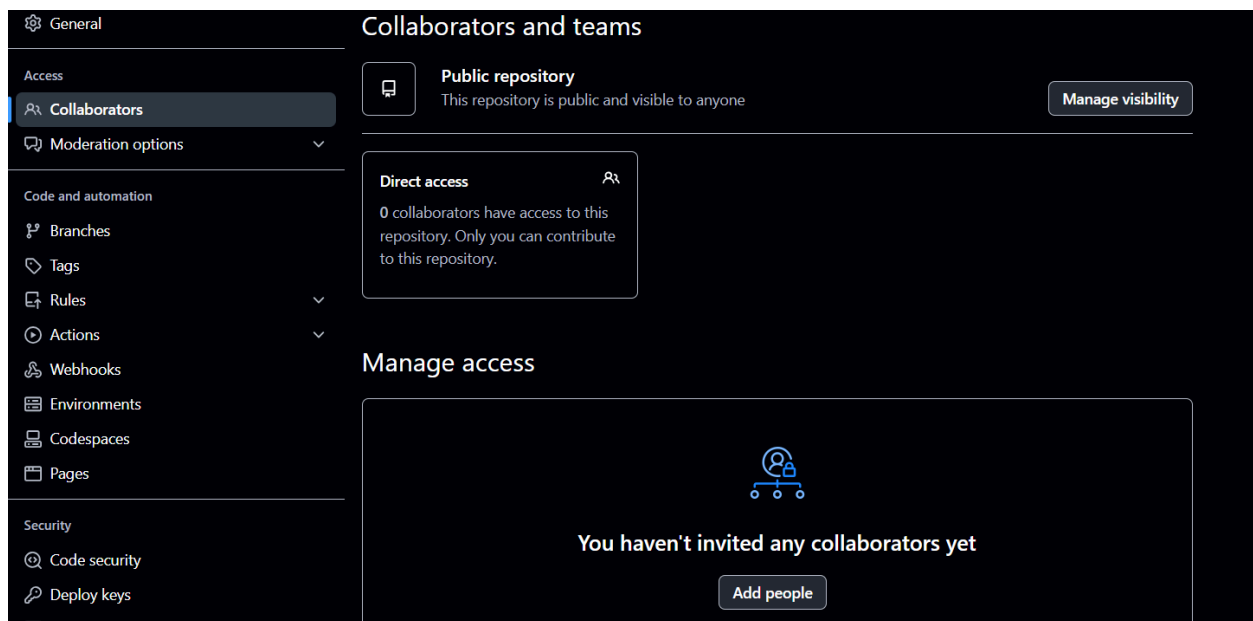 General
Access
Collaborators
Moderation options
Code and automation
Branches
Tags
Rules
Actions
Webhooks
Environments
Codespaces
Pages
Security
Code security
Deploy keys
Collaborators and teams
Public repository
This repository is public and visible to anyone
Manage visibility
Direct access
0 collaborators have access to this
repository. Only you can contribute
to this repository.
Manage access
You haven't invited any collaborators yet
Add people